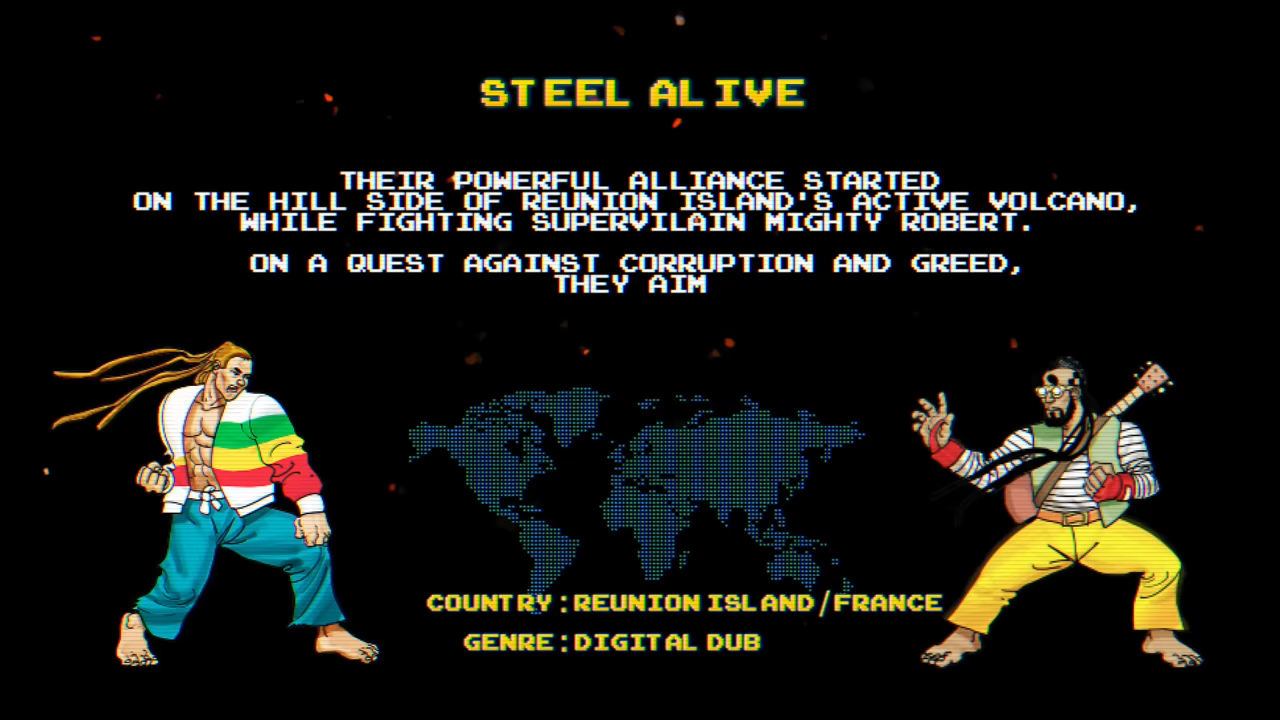 STEEL ALIVE
THEIR POWERFUL ALLIANCE STARTED
ON THE HILL SIDE OF REUNION ISLAND'S ACTIVE VOLCANO,
WHILE FIGHTING SUPERVILAIN MIGHTY ROBERT.
ON A QUEST AGAINST CORRUPTION AND GREED,
THEY AIM
COUNTRY : REUNION ISLAND/FRANCE
GENRE : DIGITAL DUB